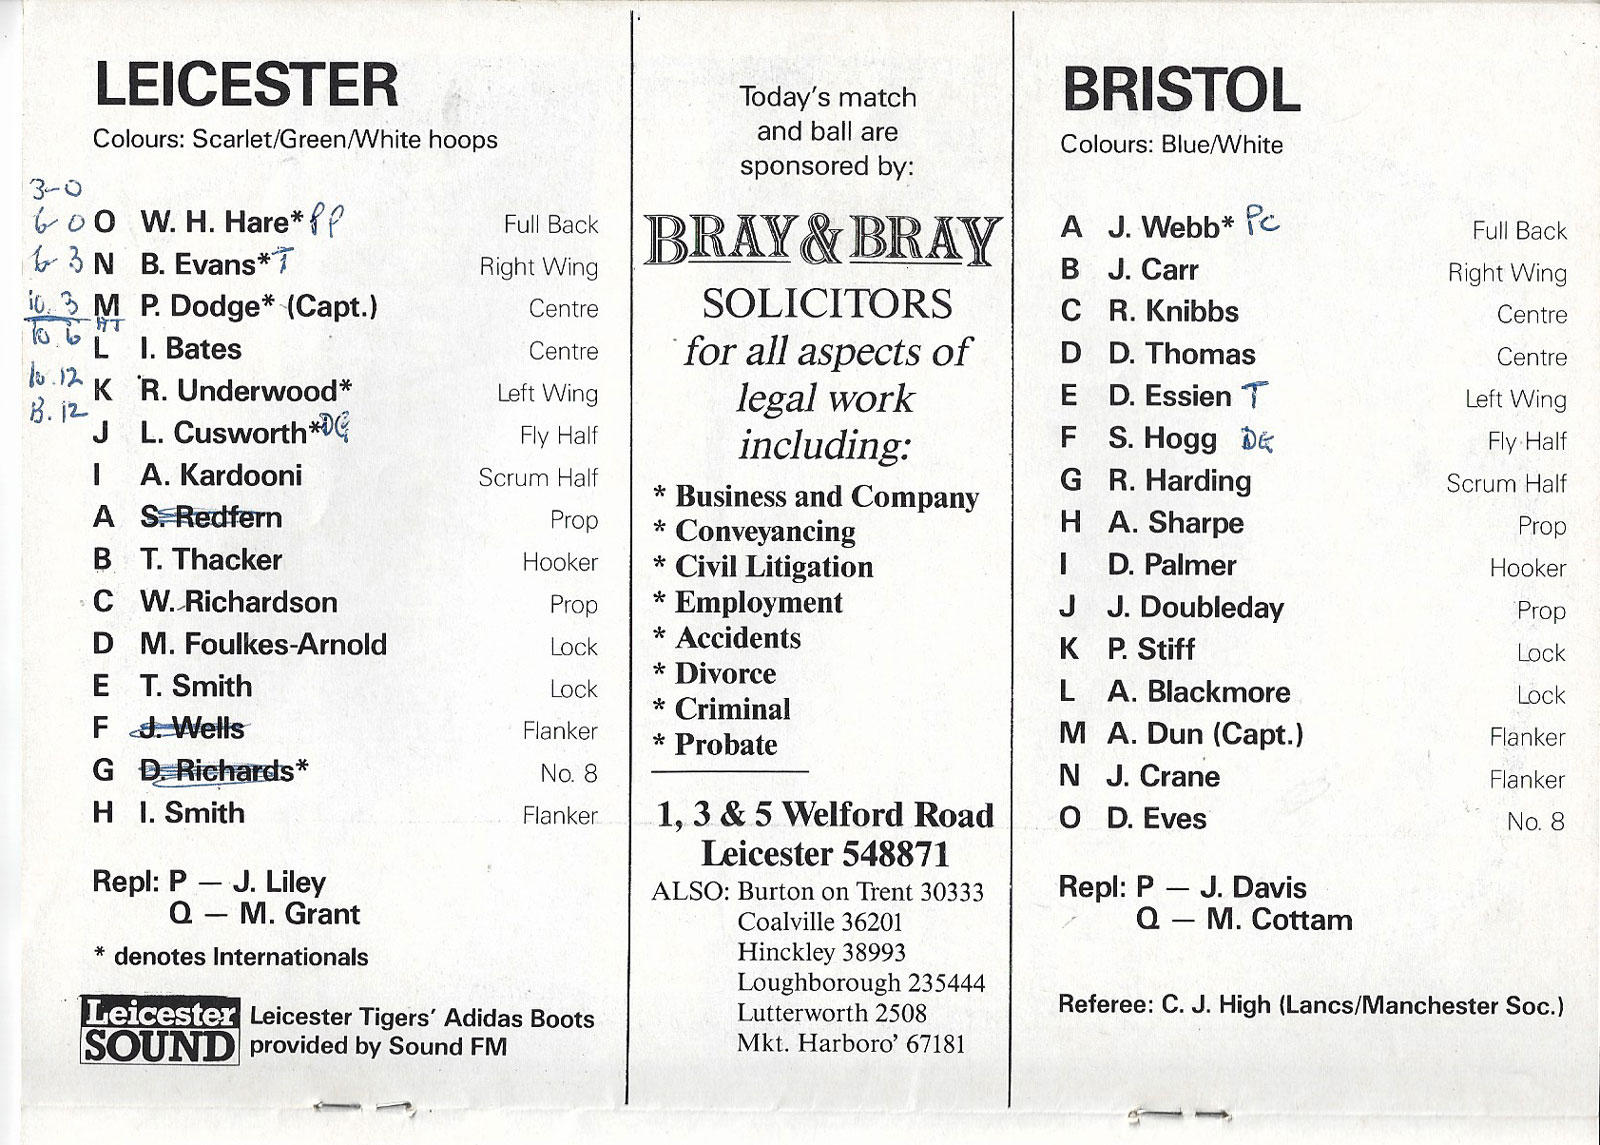 LEICESTER
Colours: Scarlet/Green/White hoops
3-0
6-0 O W. H. Hare* PP Full Back
6-3 N B. Evans* T Right Wing
10.3 M P. Dodge* (Capt.) Centre
HT
10.6 L I. Bates Centre
10.12 K R. Underwood* Left Wing
13.12
J L. Cusworth* DG Fly Half
I A. Kardooni Scrum Half
A S. Redfern Prop
B T. Thacker Hooker
C W. Richardson Prop
D M. Foulkes-Arnold Lock
E T. Smith Lock
F J. Wells Flanker
G D. Richards* No. 8
H I. Smith Flanker
Repl: P — J. Liley
Q — M. Grant
* denotes Internationals
Leicester
SOUND
Leicester Tigers' Adidas Boots
provided by Sound FM
Today's match
and ball are
sponsored by:
BRAY & BRAY
SOLICITORS
for all aspects of
legal work
including:
* Business and Company
* Conveyancing
* Civil Litigation
* Employment
* Accidents
* Divorce
* Criminal
* Probate
1, 3 & 5 Welford Road
Leicester 548871
ALSO: Burton on Trent 30333
Coalville 36201
Hinckley 38993
Loughborough 235444
Lutterworth 2508
Mkt. Harboro' 67181
BRISTOL
Colours: Blue/White
A J. Webb* PC Full Back
B J. Carr Right Wing
C R. Knibbs Centre
D D. Thomas Centre
E D. Essien T Left Wing
F S. Hogg DG Fly Half
G R. Harding Scrum Half
H A. Sharpe Prop
I D. Palmer Hooker
J J. Doubleday Prop
K P. Stiff Lock
L A. Blackmore Lock
M A. Dun (Capt.) Flanker
N J. Crane Flanker
O D. Eves No. 8
Repl: P — J. Davis
Q — M. Cottam
Referee: C. J. High (Lancs/Manchester Soc.)